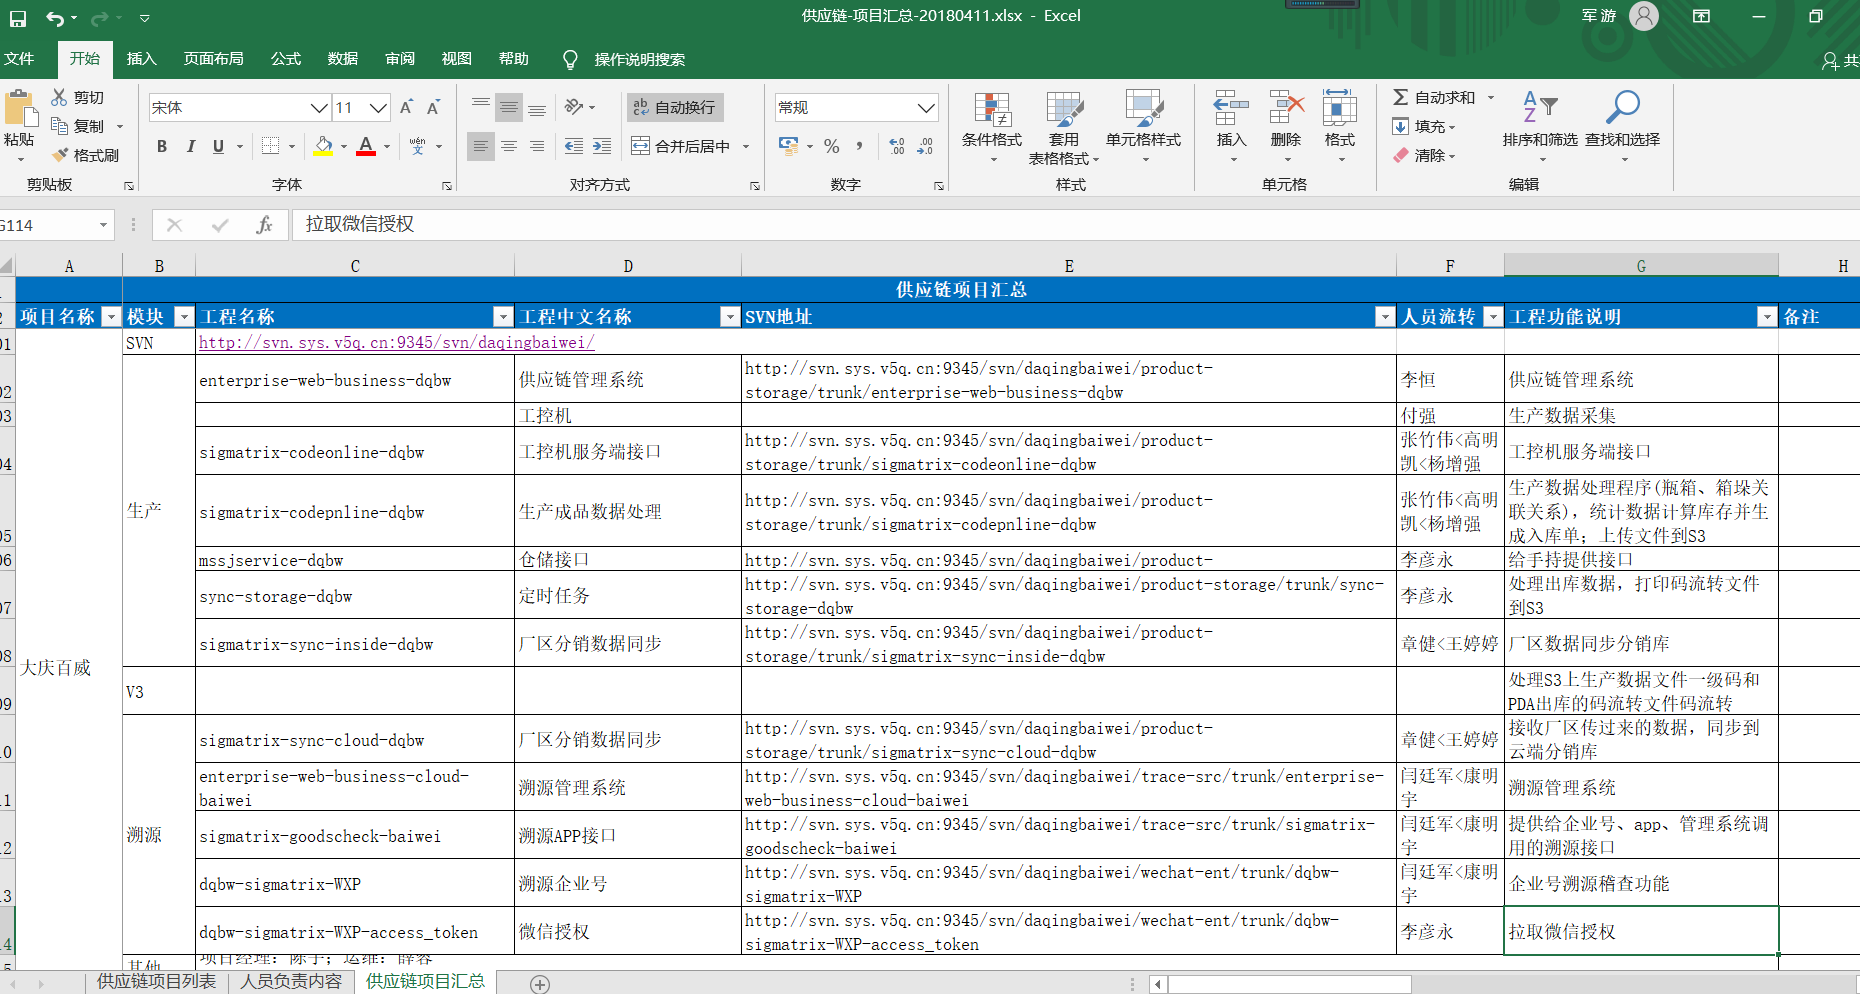 供应链-项目汇总-20180411.xlsx - Excel
军 游
文件 开始 插入 页面布局 公式 数据 审阅 视图 帮助 操作说明搜索 共
粘贴 剪切 复制 格式刷
宋体 11
B I U A wén 文
ab c 自动换行
合并后居中
常规
% , .00 .0
条件格式 套用 表格格式 单元格样式
插入 删除 格式
Σ 自动求和 填充 清除
排序和筛选 查找和选择
剪贴板 字体 对齐方式 数字 样式 单元格 编辑
G114 fx 拉取微信授权
A B C D E F G H
供应链项目汇总
2 项目名称 模块 工程名称 工程中文名称 SVN地址 人员流转 工程功能说明 备注
01 SVN http://svn.sys.v5q.cn:9345/svn/daqingbaiwei/
02 enterprise-web-business-dqbw 供应链管理系统 http://svn.sys.v5q.cn:9345/svn/daqingbaiwei/product-
storage/trunk/enterprise-web-business-dqbw 李恒 供应链管理系统
03 工控机 付强 生产数据采集
04 sigmatrix-codeonline-dqbw 工控机服务端接口 http://svn.sys.v5q.cn:9345/svn/daqingbaiwei/product-
storage/trunk/sigmatrix-codeonline-dqbw 张竹伟<高明
凯<杨增强 工控机服务端接口
生产
05 sigmatrix-codepnline-dqbw 生产成品数据处理 http://svn.sys.v5q.cn:9345/svn/daqingbaiwei/product-
storage/trunk/sigmatrix-codepnline-dqbw 张竹伟<高明
凯<杨增强 生产数据处理程序(瓶箱、箱垛关
联关系), 统计数据计算库存并生
成入库单; 上传文件到S3
06 mssjservice-dqbw 仓储接口 http://svn.sys.v5q.cn:9345/svn/daqingbaiwei/product- 李彦永 给手持提供接口
07 sync-storage-dqbw 定时任务 http://svn.sys.v5q.cn:9345/svn/daqingbaiwei/product-storage/trunk/sync-
storage-dqbw 李彦永 处理出库数据, 打印码流转文件
到S3
08 sigmatrix-sync-inside-dqbw 厂区分销数据同步 http://svn.sys.v5q.cn:9345/svn/daqingbaiwei/product-
storage/trunk/sigmatrix-sync-inside-dqbw 章健<王婷婷 厂区数据同步分销库
大庆百威
09 V3 处理S3上生产数据文件一级码和
PDA出库的码流转文件码流转
10 sigmatrix-sync-cloud-dqbw 厂区分销数据同步 http://svn.sys.v5q.cn:9345/svn/daqingbaiwei/product-
storage/trunk/sigmatrix-sync-cloud-dqbw 章健<王婷婷 接收厂区传过来的数据, 同步到
云端分销库
11 enterprise-web-business-cloud-
baiwei 溯源管理系统 http://svn.sys.v5q.cn:9345/svn/daqingbaiwei/trace-src/trunk/enterprise-
web-business-cloud-baiwei 闫廷军<康明
宇 溯源管理系统
溯源
12 sigmatrix-goodscheck-baiwei 溯源APP接口 http://svn.sys.v5q.cn:9345/svn/daqingbaiwei/trace-src/trunk/sigmatrix-
goodscheck-baiwei 闫廷军<康明
宇 提供给企业号、app、管理系统调
用的溯源接口
13 dqbw-sigmatrix-WXP 溯源企业号 http://svn.sys.v5q.cn:9345/svn/daqingbaiwei/wechat-ent/trunk/dqbw-
sigmatrix-WXP 闫廷军<康明
宇 企业号溯源稽查功能
14 dqbw-sigmatrix-WXP-access_token 微信授权 http://svn.sys.v5q.cn:9345/svn/daqingbaiwei/wechat-ent/trunk/dqbw-
sigmatrix-WXP-access_token 李彦永 拉取微信授权
其他 项目经理: 陈宇; 运维: 薛容
供应链项目列表 人员负责内容 供应链项目汇总